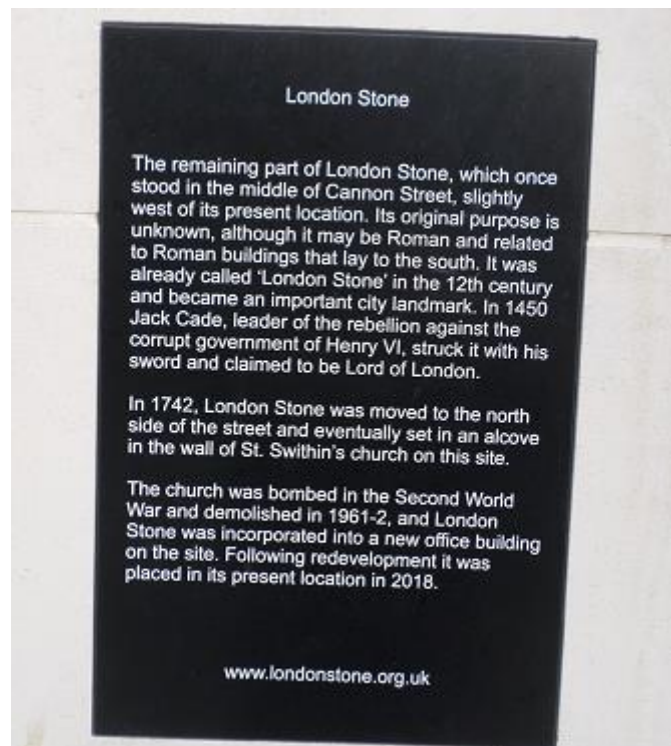 London Stone
The remaining part of London Stone, which once
stood in the middle of Cannon Street, slightly
west of its present location. Its original purpose is
unknown, although it may be Roman and related
to Roman buildings that lay to the south. It was
already called ‘London Stone’ in the 12th century
and became an important city landmark. In 1450
Jack Cade, leader of the rebellion against the
corrupt government of Henry VI, struck it with his
sword and claimed to be Lord of London.
In 1742, London Stone was moved to the north
side of the street and eventually set in an alcove
in the wall of St. Swithin’s church on this site.
The church was bombed in the Second World
War and demolished in 1961-2, and London
Stone was incorporated into a new office building
on the site. Following redevelopment it was
placed in its present location in 2018.
www.londonstone.org.uk